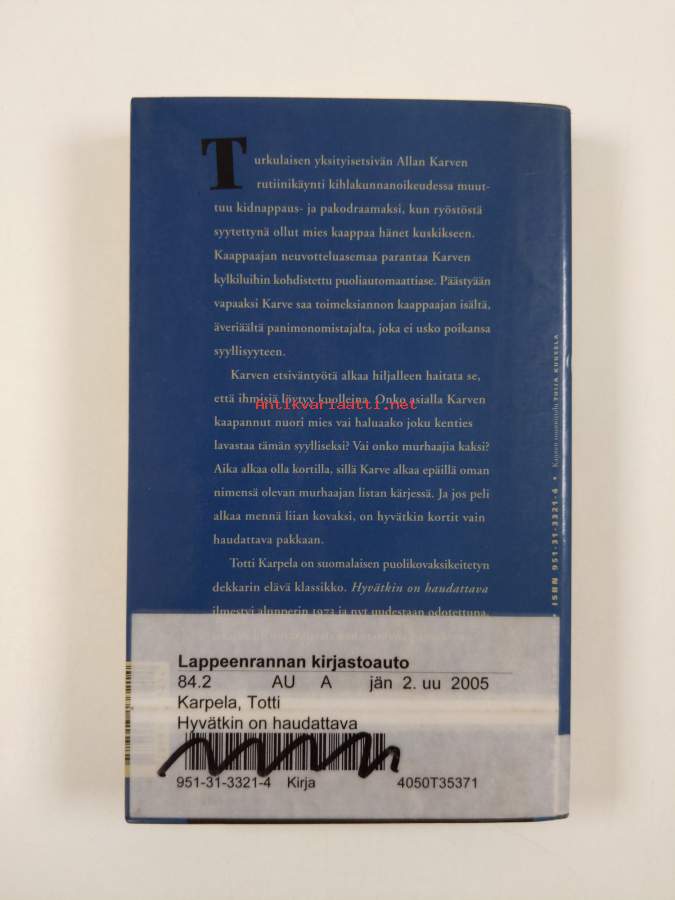 Turkulaisen yksityisetsivän Allan Karven
rutiinikäynti kihlakunnanoikeudessa muut-
tuu kidnappaus- ja pakodraamaksi, kun ryöstöstä
syytettynä ollut mies kaappaa hänet kuskikseen.
Kaappaajan neuvotteluasemaa parantaa Karven
kylkiluihin kohdistettu puoliautomaattiase. Päästyään
vapaaksi Karve saa toimeksiannon kaappaajan isältä,
äveriäältä panimonomistajalta, joka ei usko poikansa
syyllisyyteen.
Karven etsiväntyötä alkaa hiljalleen haitata se,
että ihmisiä löytyy kuolleina. Onko asialla Karven
Antikvariaatti.net
kaapannut nuori mies vai haluaako joku kenties
lavastaa tämän syylliseksi? Vai onko murhaajia kaksi?
Aika alkaa olla kortilla, sillä Karve alkaa epäillä oman
nimensä olevan murhaajan listan kärjessä. Ja jos peli
alkaa mennä liian kovaksi, on hyvätkin kortit vain
haudattava pakkaan.
Totti Karpela on suomalaisen puolikovaksikeitetyn
dekkarin elävä klassikko. Hyvätkin on haudattava
ilmestyi alunperin 1973 ja nyt uudestaan odotettuna,
Lappeenrannan kirjastoauto
84.2 AU A jän 2. uu 2005
Karpela, Totti
Hyvätkin on haudattava
951-31-3321-4 Kirja 4050T35371
• ISBN 951-31-3321-4 • Kannen suunnittelu TUIJA KUUSELA